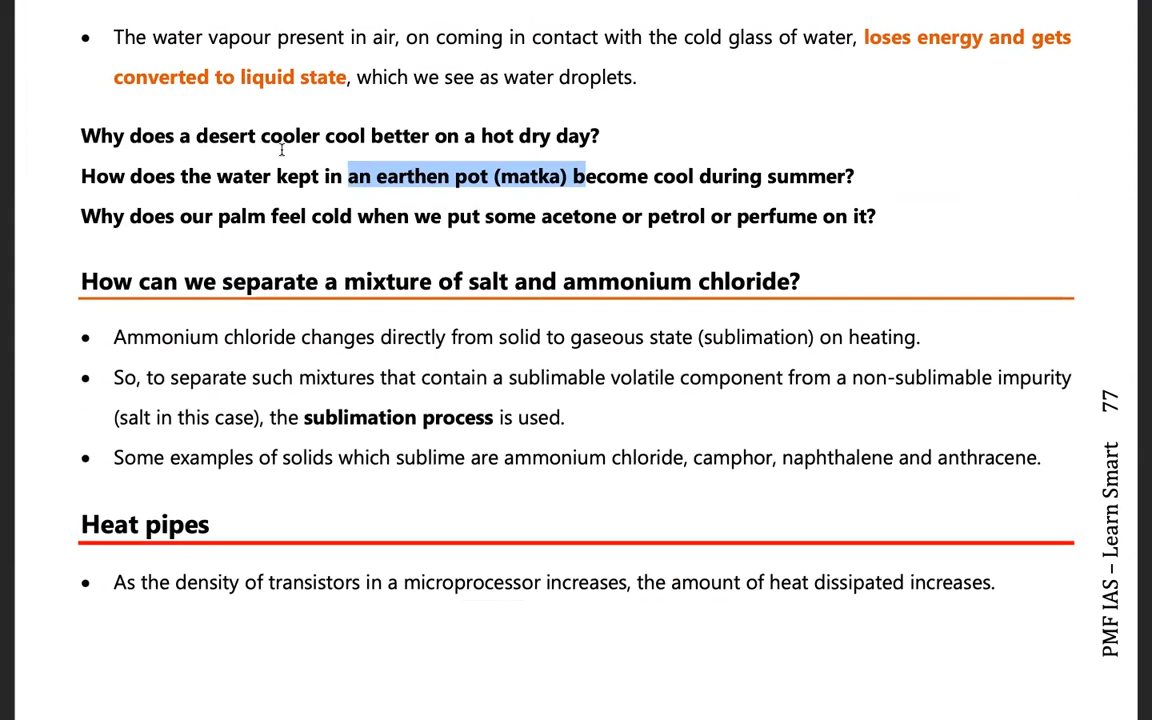 • The water vapour present in air, on coming in contact with the cold glass of water, loses energy and gets
converted to liquid state, which we see as water droplets.
Why does a desert cooler cool better on a hot dry day?
How does the water kept in an earthen pot (matka) become cool during summer?
Why does our palm feel cold when we put some acetone or petrol or perfume on it?
How can we separate a mixture of salt and ammonium chloride?
• Ammonium chloride changes directly from solid to gaseous state (sublimation) on heating.
• So, to separate such mixtures that contain a sublimable volatile component from a non-sublimable impurity
(salt in this case), the sublimation process is used.
• Some examples of solids which sublime are ammonium chloride, camphor, naphthalene and anthracene.
Heat pipes
• As the density of transistors in a microprocessor increases, the amount of heat dissipated increases.
PMF IAS – Learn Smart 77